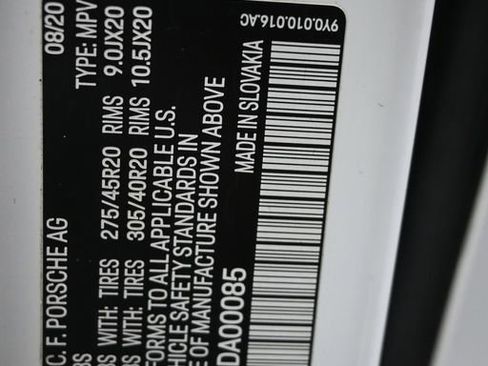 08/20
C. F. PORSCHE AG
TYPE: MPV
BS WITH: TIRES 275/45R20 RIMS 9.0JX20
BS WITH: TIRES 305/40R20 RIMS 10.5JX20
FORMS TO ALL APPLICABLE U.S.
HICLE SAFETY STANDARDS IN
E OF MANUFACTURE SHOWN ABOVE
DA00085
MADE IN SLOVAKIA
9Y0.010.016.AC